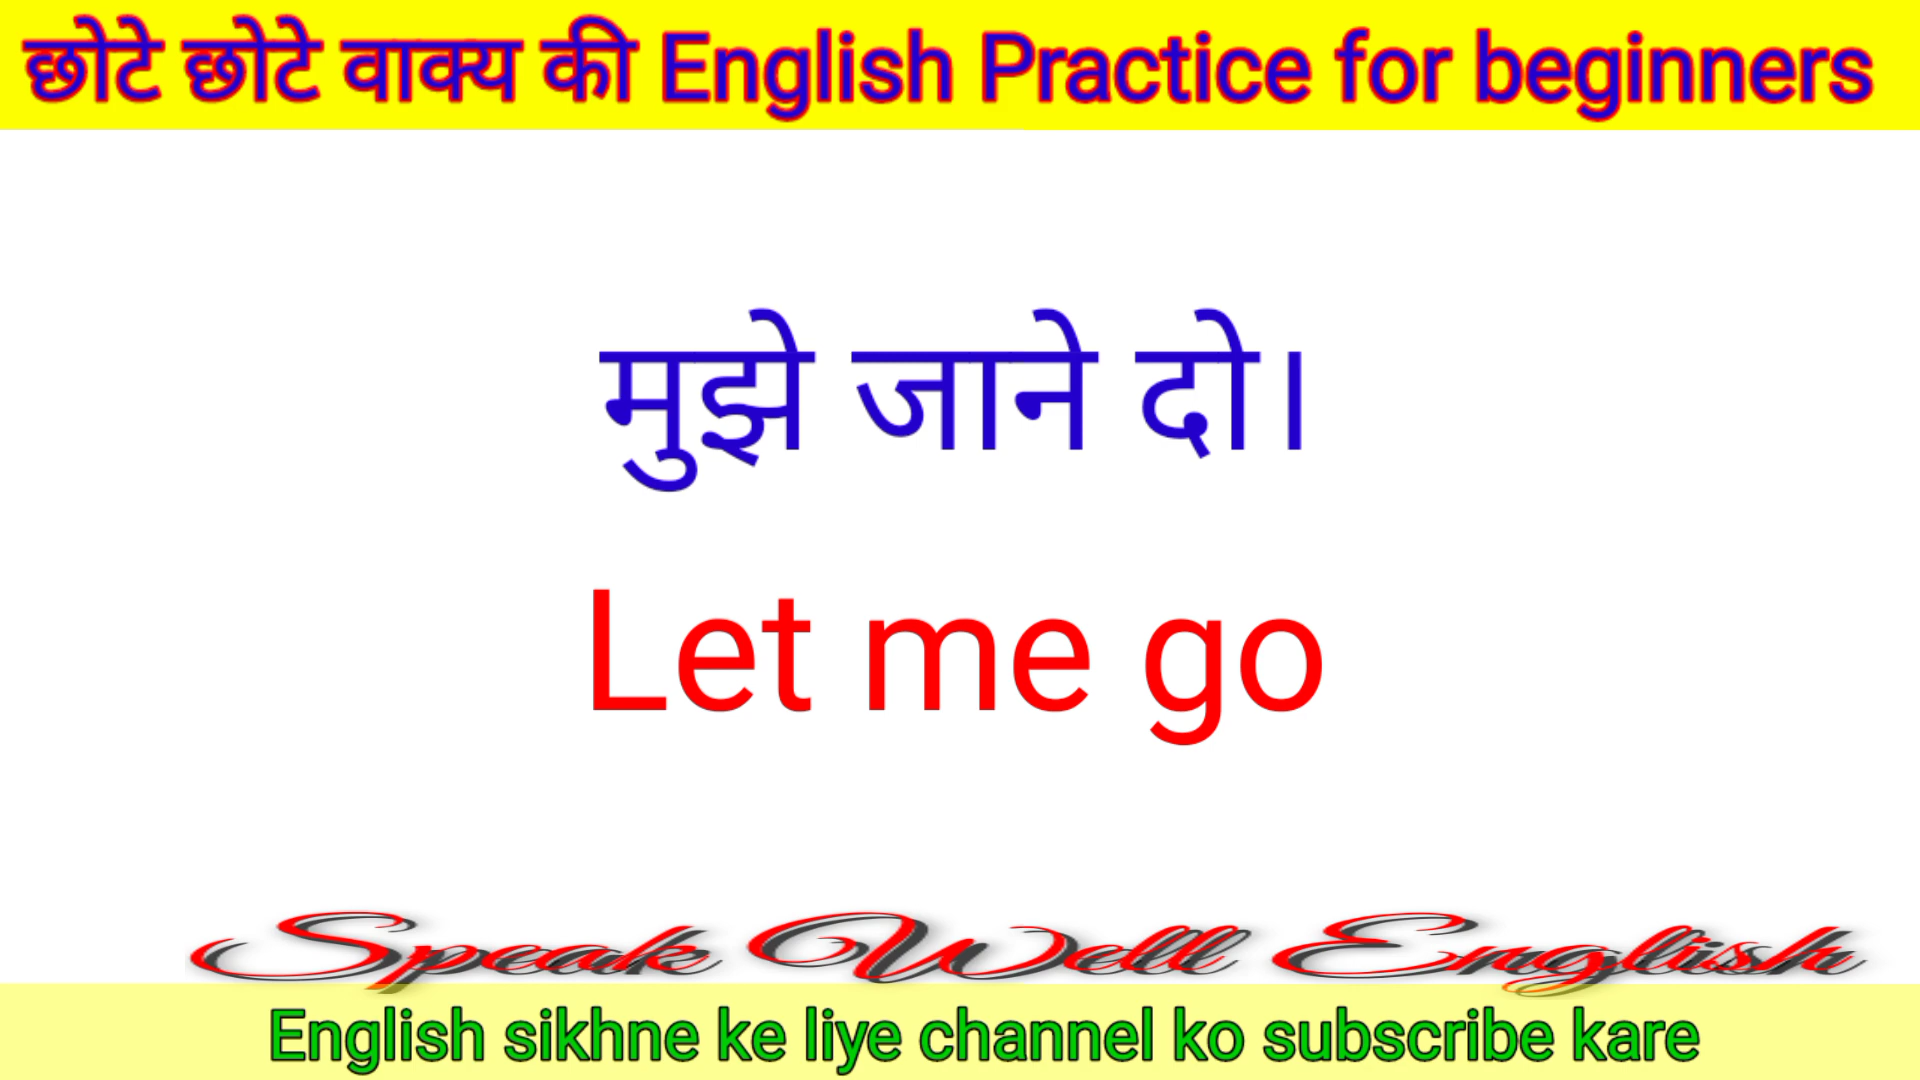 छोटे छोटे वाक्य की English Practice for beginners
मुझे जाने दो।
Let me go
Speak Well English
English sikhne ke liye channel ko subscribe kare